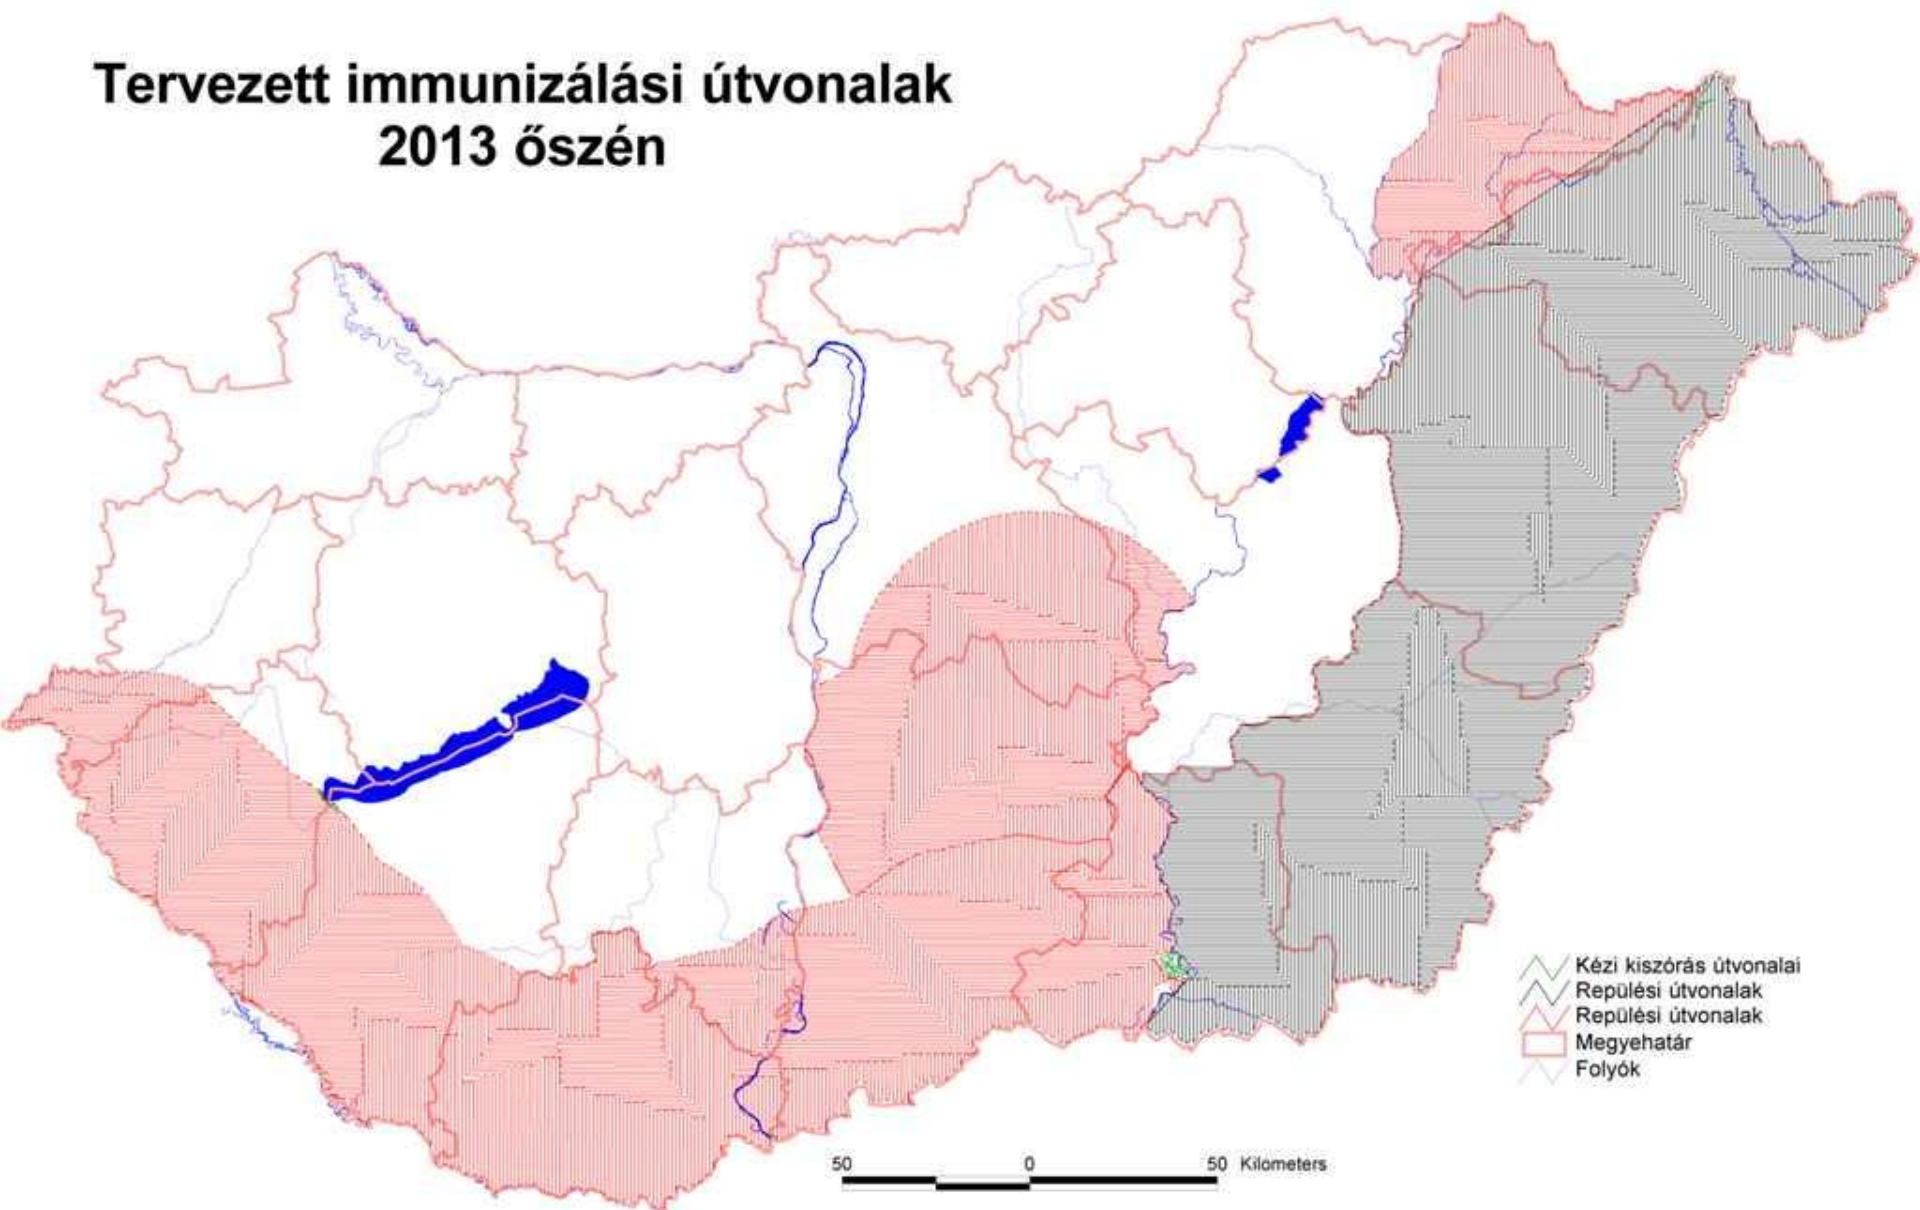 Tervezett immunizálási útvonalak
2013 őszén
Kézi kiszórás útvonalai
Repülési útvonalak
Repülési útvonalak
Megyehatár
Folyók
50 0 50 Kilometers